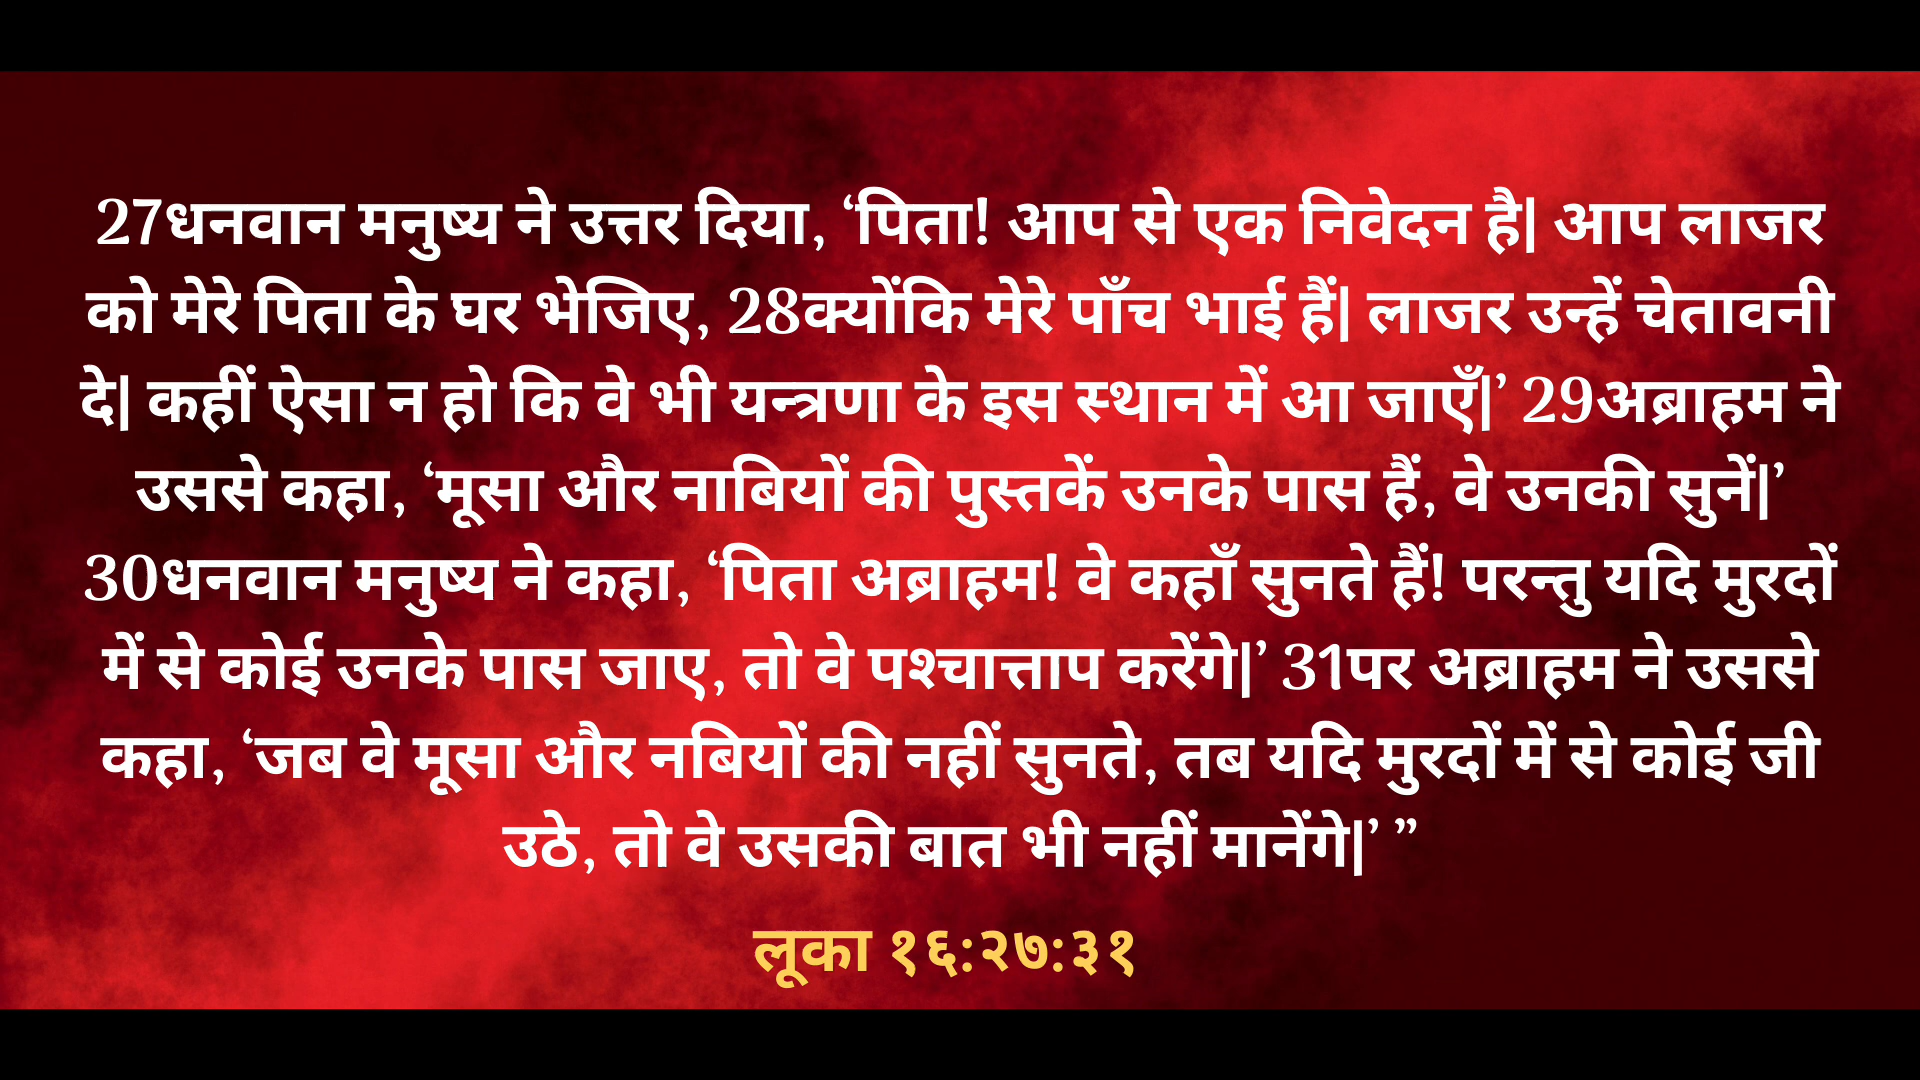 27धनवान मनुष्य ने उत्तर दिया, ‘पिता! आप से एक निवेदन है| आप लाजर
को मेरे पिता के घर भेजिए, 28क्योंकि मेरे पाँच भाई हैं| लाजर उन्हें चेतावनी
दे| कहीं ऐसा न हो कि वे भी यन्त्रणा के इस स्थान में आ जाएँ|’ 29अब्राहम ने
उससे कहा, ‘मूसा और नाबियों की पुस्तकें उनके पास हैं, वे उनकी सुनें|’
30धनवान मनुष्य ने कहा, ‘पिता अब्राहम! वे कहाँ सुनते हैं! परन्तु यदि मुरदों
में से कोई उनके पास जाए, तो वे पश्चात्ताप करेंगे|’ 31पर अब्राहम ने उससे
कहा, ‘जब वे मूसा और नबियों की नहीं सुनते, तब यदि मुरदों में से कोई जी
उठे, तो वे उसकी बात भी नहीं मानेंगे|’ ”
लूका १६:२७:३१